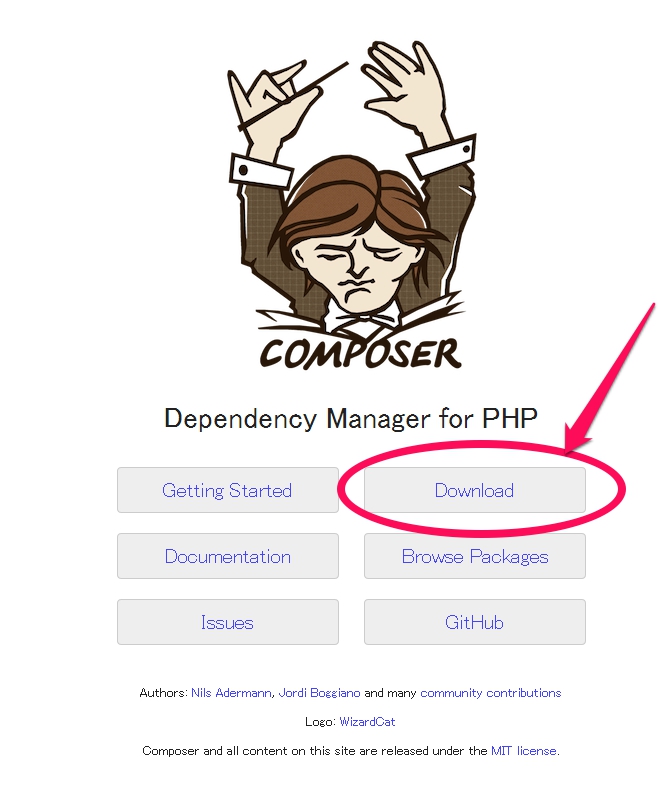 COMPOSER
Dependency Manager for PHP
Getting Started
Download
Documentation
Browse Packages
Issues
GitHub
Authors: Nils Adermann, Jordi Boggiano and many community contributions
Logo: WizardCat
Composer and all content on this site are released under the MIT license.